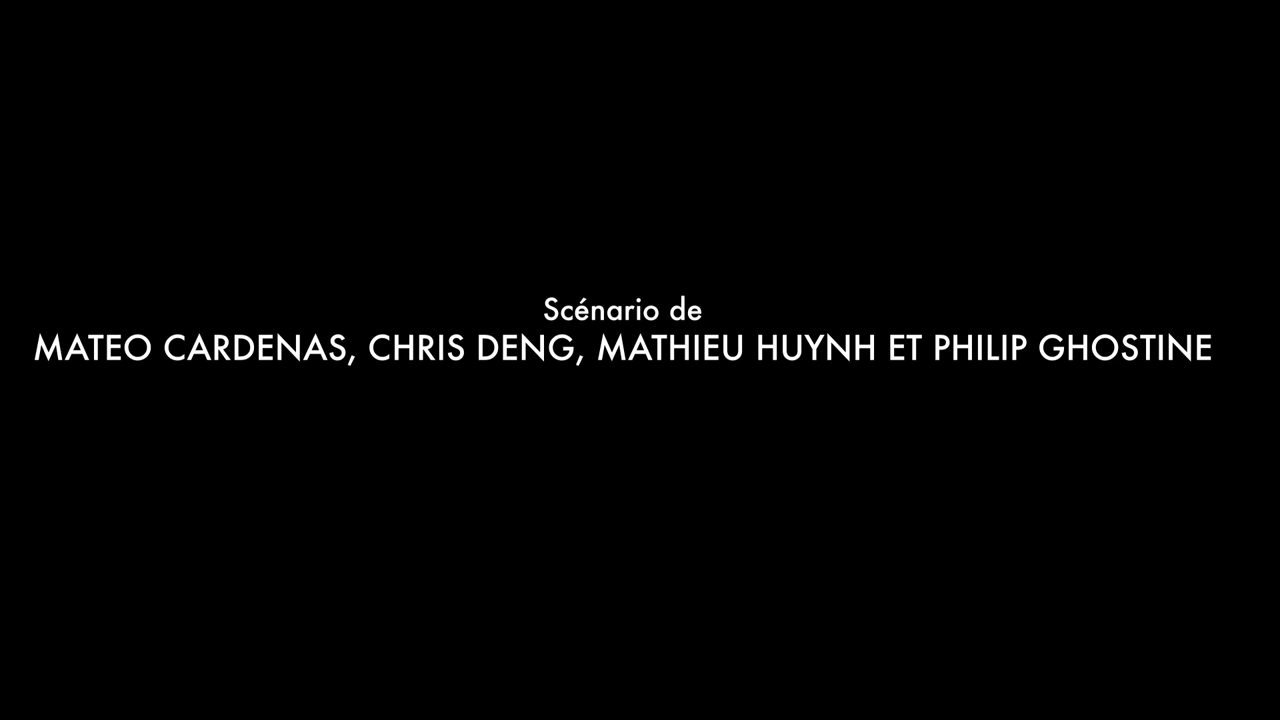 Scénario de
MATEO CARDENAS, CHRIS DENG, MATHIEU HUYNH ET PHILIP GHOSTINE